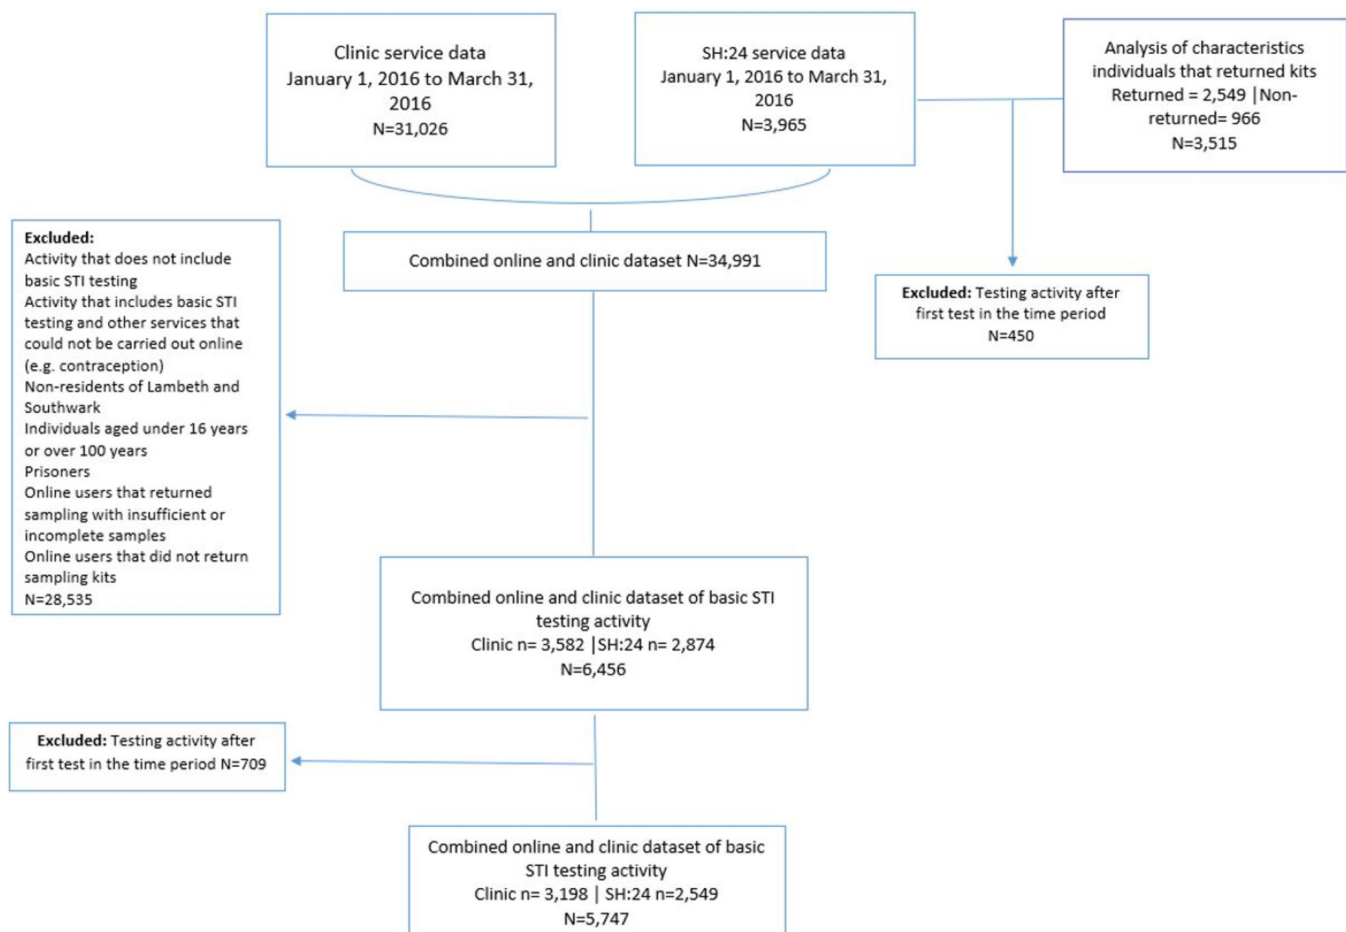 Clinic service data
January 1, 2016 to March 31,
2016
N=31,026
SH:24 service data
January 1, 2016 to March 31,
2016
N=3,965
Analysis of characteristics
individuals that returned kits
Returned = 2,549 |Non-
returned= 966
N=3,515
Combined online and clinic dataset N=34,991
Excluded: Testing activity after
first test in the time period
N=450
Excluded:
Activity that does not include
basic STI testing
Activity that includes basic STI
testing and other services that
could not be carried out online
(e.g. contraception)
Non-residents of Lambeth and
Southwark
Individuals aged under 16 years
or over 100 years
Prisoners
Online users that returned
sampling with insufficient or
incomplete samples
Online users that did not return
sampling kits
N=28,535
Combined online and clinic dataset of basic STI
testing activity
Clinic n= 3,582 |SH:24 n= 2,874
N=6,456
Excluded: Testing activity after
first test in the time period N=709
Combined online and clinic dataset of basic
STI testing activity
Clinic n= 3,198 | SH:24 n=2,549
N=5,747